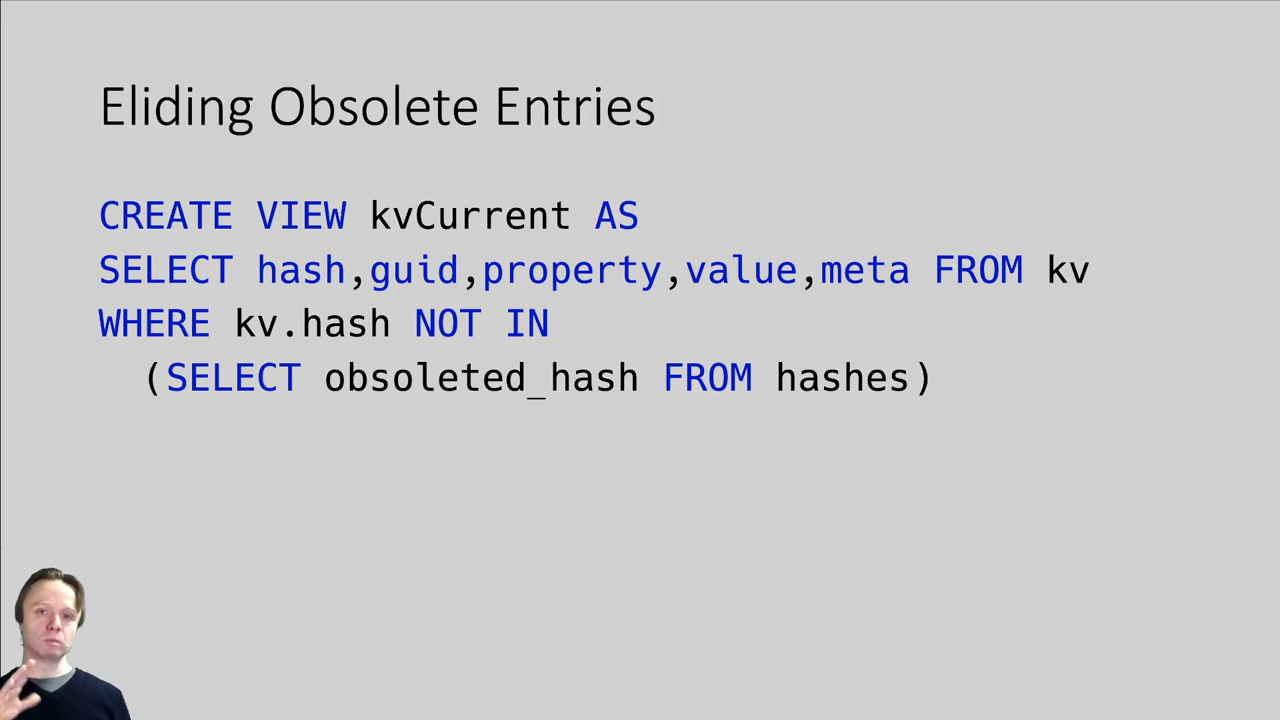 Eliding Obsolete Entries
CREATE VIEW kvCurrent AS
SELECT hash,guid,property,value,meta FROM kv
WHERE kv.hash NOT IN
(SELECT obsoleted_hash FROM hashes)